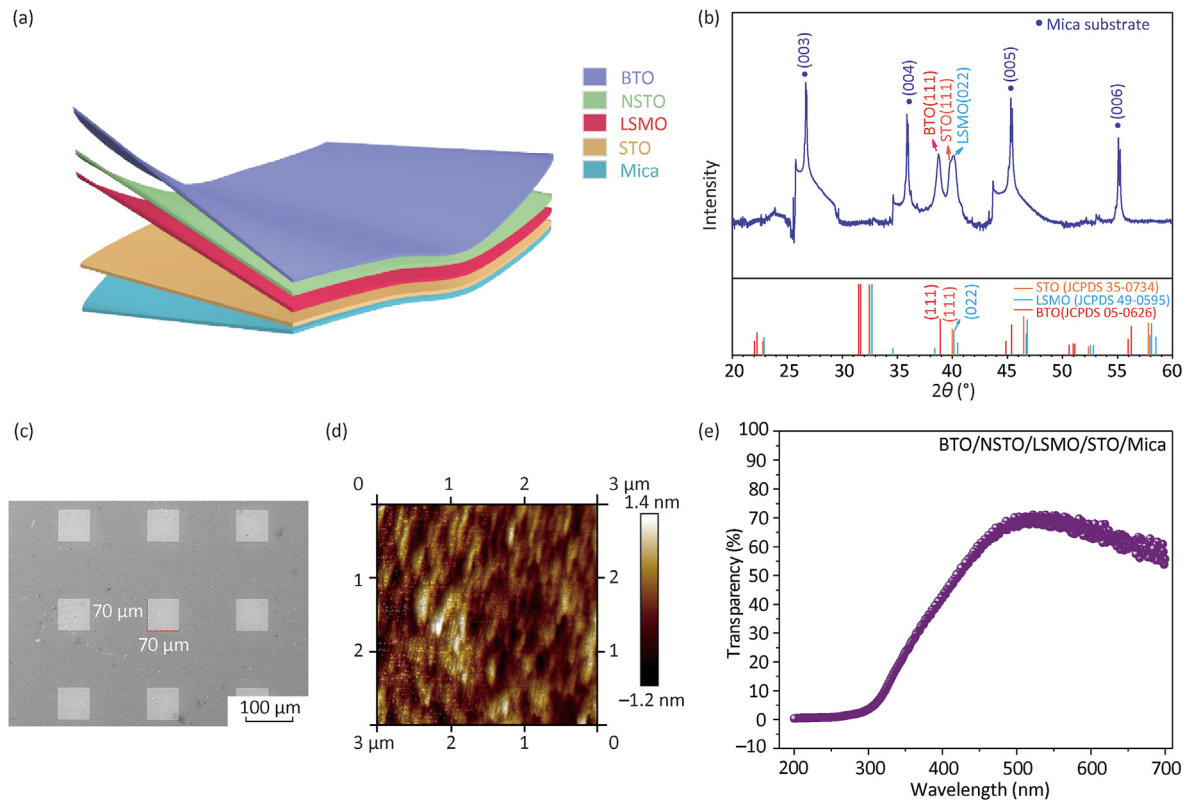 (a)
BTO
NSTO
LSMO
STO
Mica
(b)
Mica substrate
(003)
(004)
BTO(111)
STO(111)
LSMO(022)
(005)
(006)
Intensity
(111)
(111)
(022)
STO (JCPDS 35-0734)
LSMO (JCPDS 49-0595)
BTO(JCPDS 05-0626)
20 25 30 35 40 45 50 55 60
2θ (°)
(c)
70 μm
70 μm
100 μm
(d)
0 1 2 3 μm
1.4 nm
1
2
1
2
−1.2 nm
3 μm 2 1 0
(e)
BTO/NSTO/LSMO/STO/Mica
100
90
80
70
60
50
40
30
20
10
0
−10
Transparency (%)
200 300 400 500 600 700
Wavelength (nm)